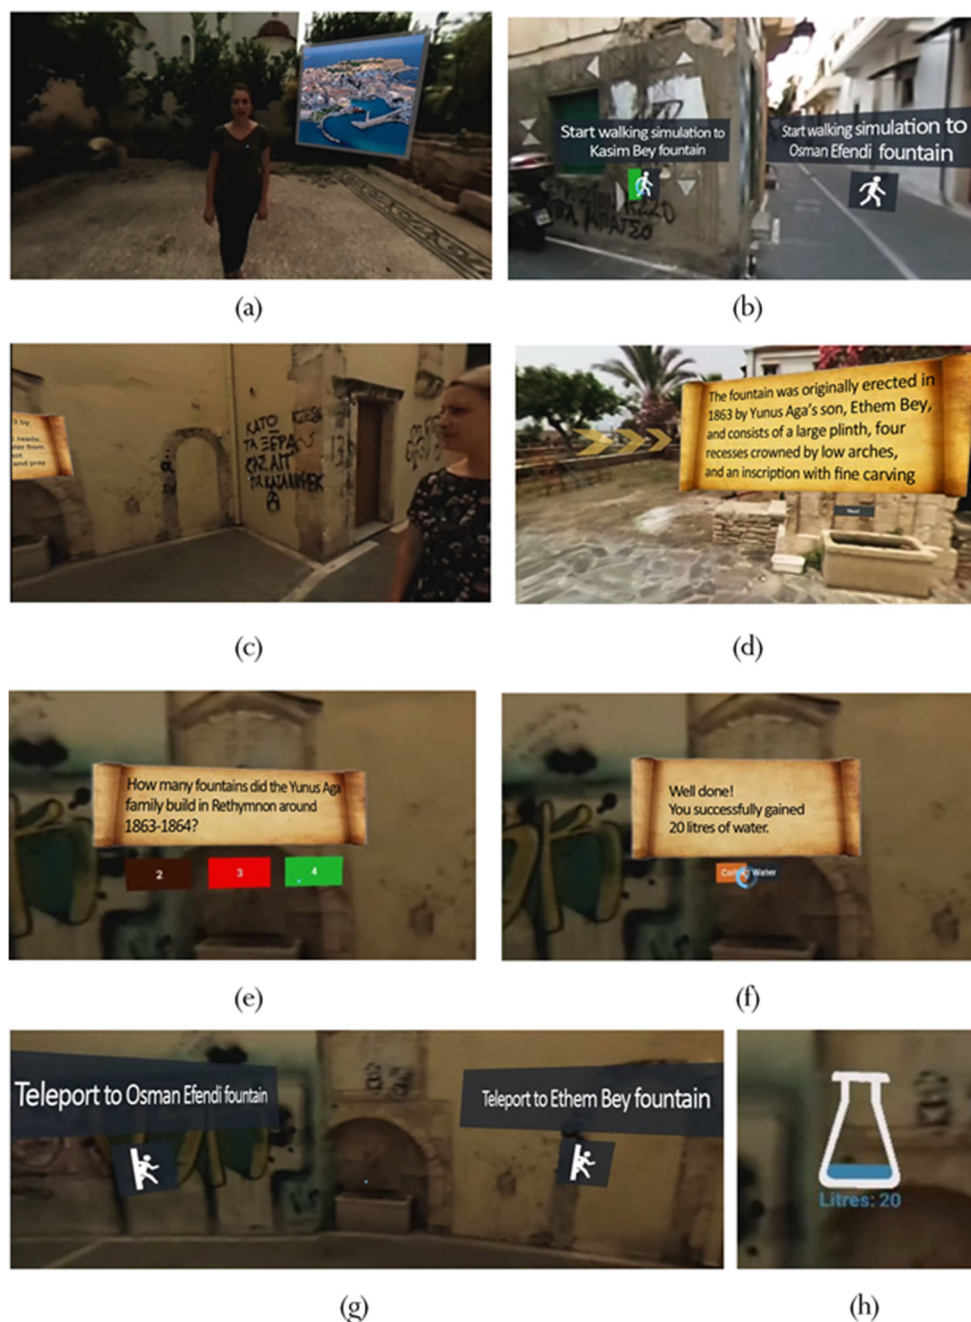 (a)
Start walking simulation to
Kasim Bey fountain
Start walking simulation to
Osman Efendi fountain
(b)
ΚΑΤΩ
ΤΑ ΞΕΡΑ
(c)
The fountain was originally erected in
1863 by Yunus Aga's son, Ethem Bey,
and consists of a large plinth, four
recesses crowned by low arches,
and an inscription with fine carving
Next
(d)
How many fountains did the Yunus Aga
family build in Rethymnon around
1863-1864?
2
3
4
(e)
Well done!
You successfully gained
20 litres of water.
Water
(f)
Teleport to Osman Efendi fountain
Teleport to Ethem Bey fountain
(g)
Litres: 20
(h)